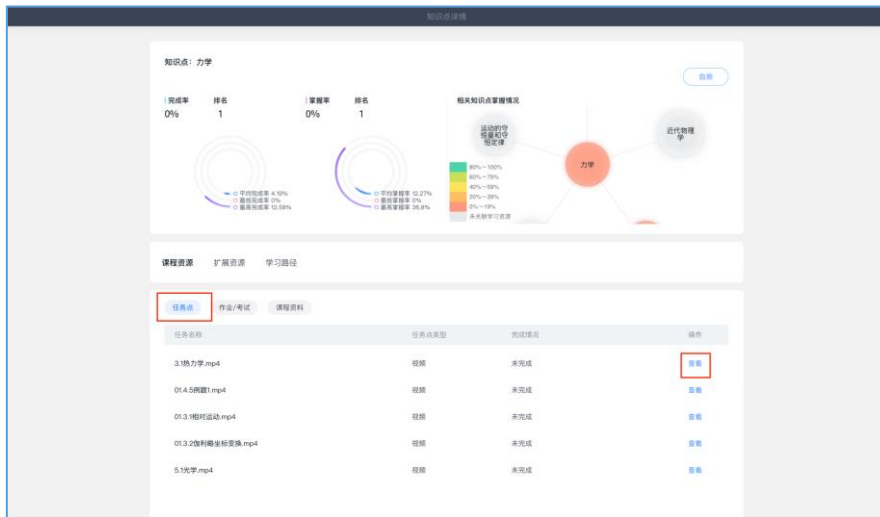 知识点详情
知识点：力学
自测
完成率 排名
0% 1
平均完成率 4.19%
最低完成率 0%
最高完成率 12.58%
掌握率 排名
0% 1
平均掌握率 12.27%
最低掌握率 0%
最高掌握率 36.8%
相关知识点掌握情况
运动的守
恒量和守
恒定律
力学
近代物理
学
80%～100%
60%～79%
40%～59%
20%～39%
0%～19%
未关联学习资源
课程资源 扩展资源 学习路径
任务点 作业/考试 课程资料
任务名称 任务点类型 完成情况 操作
3.1热力学.mp4 视频 未完成 查看
01.4.5例题1.mp4 视频 未完成 查看
01.3.1相对运动.mp4 视频 未完成 查看
01.3.2伽利略坐标变换.mp4 视频 未完成 查看
5.1光学.mp4 视频 未完成 查看